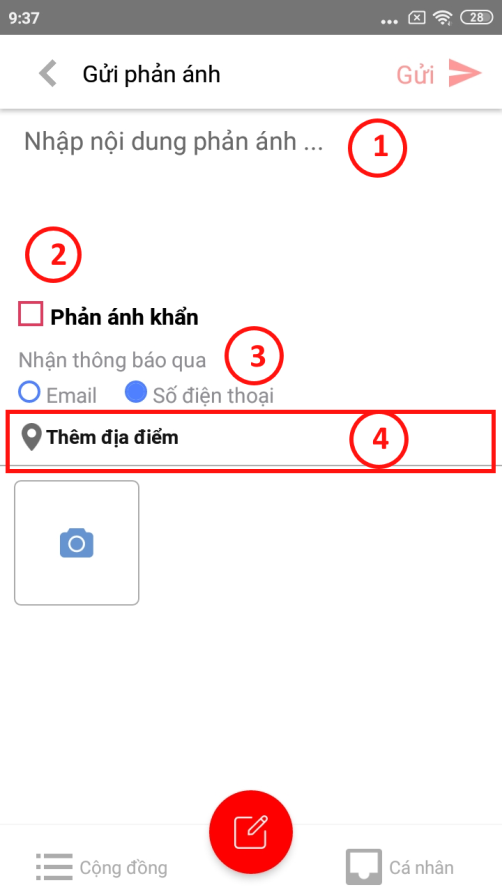 9:37
28
Gửi phản ánh
Gửi
Nhập nội dung phản ánh ...
1
2
Phản ánh khẩn
Nhận thông báo qua
3
Email
Số điện thoại
Thêm địa điểm
4
Cộng đồng
Cá nhân